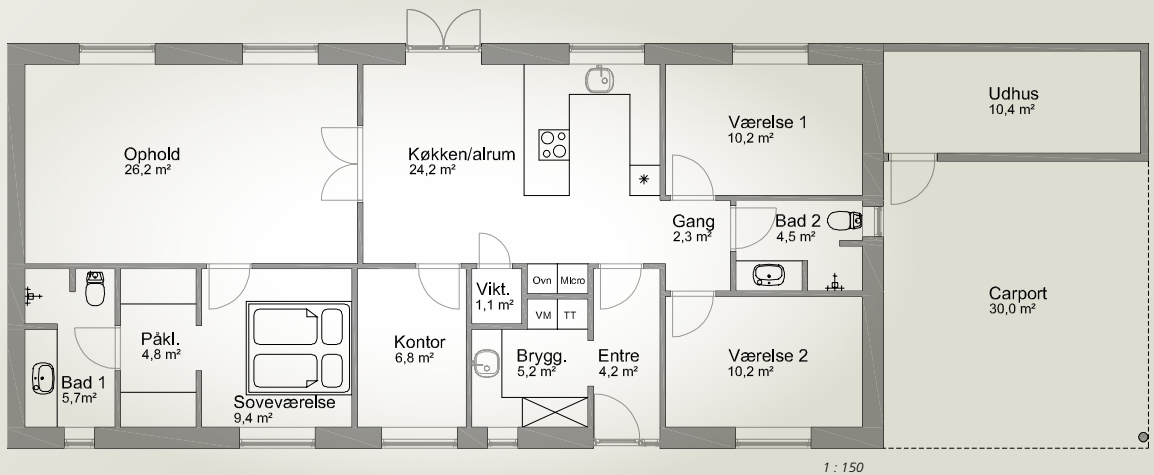 Ophold
26,2 m²
Køkken/alrum
24,2 m²
Værelse 1
10,2 m²
Udhus
10,4 m²
Gang
2,3 m²
Bad 2
4,5 m²
Vikt.
1,1 m²
Ovn
Micro
VM
TT
Carport
30,0 m²
Påkl.
4,8 m²
Kontor
6,8 m²
Brygg.
5,2 m²
Entre
4,2 m²
Værelse 2
10,2 m²
Bad 1
5,7m²
Soveværelse
9,4 m²
1 : 150